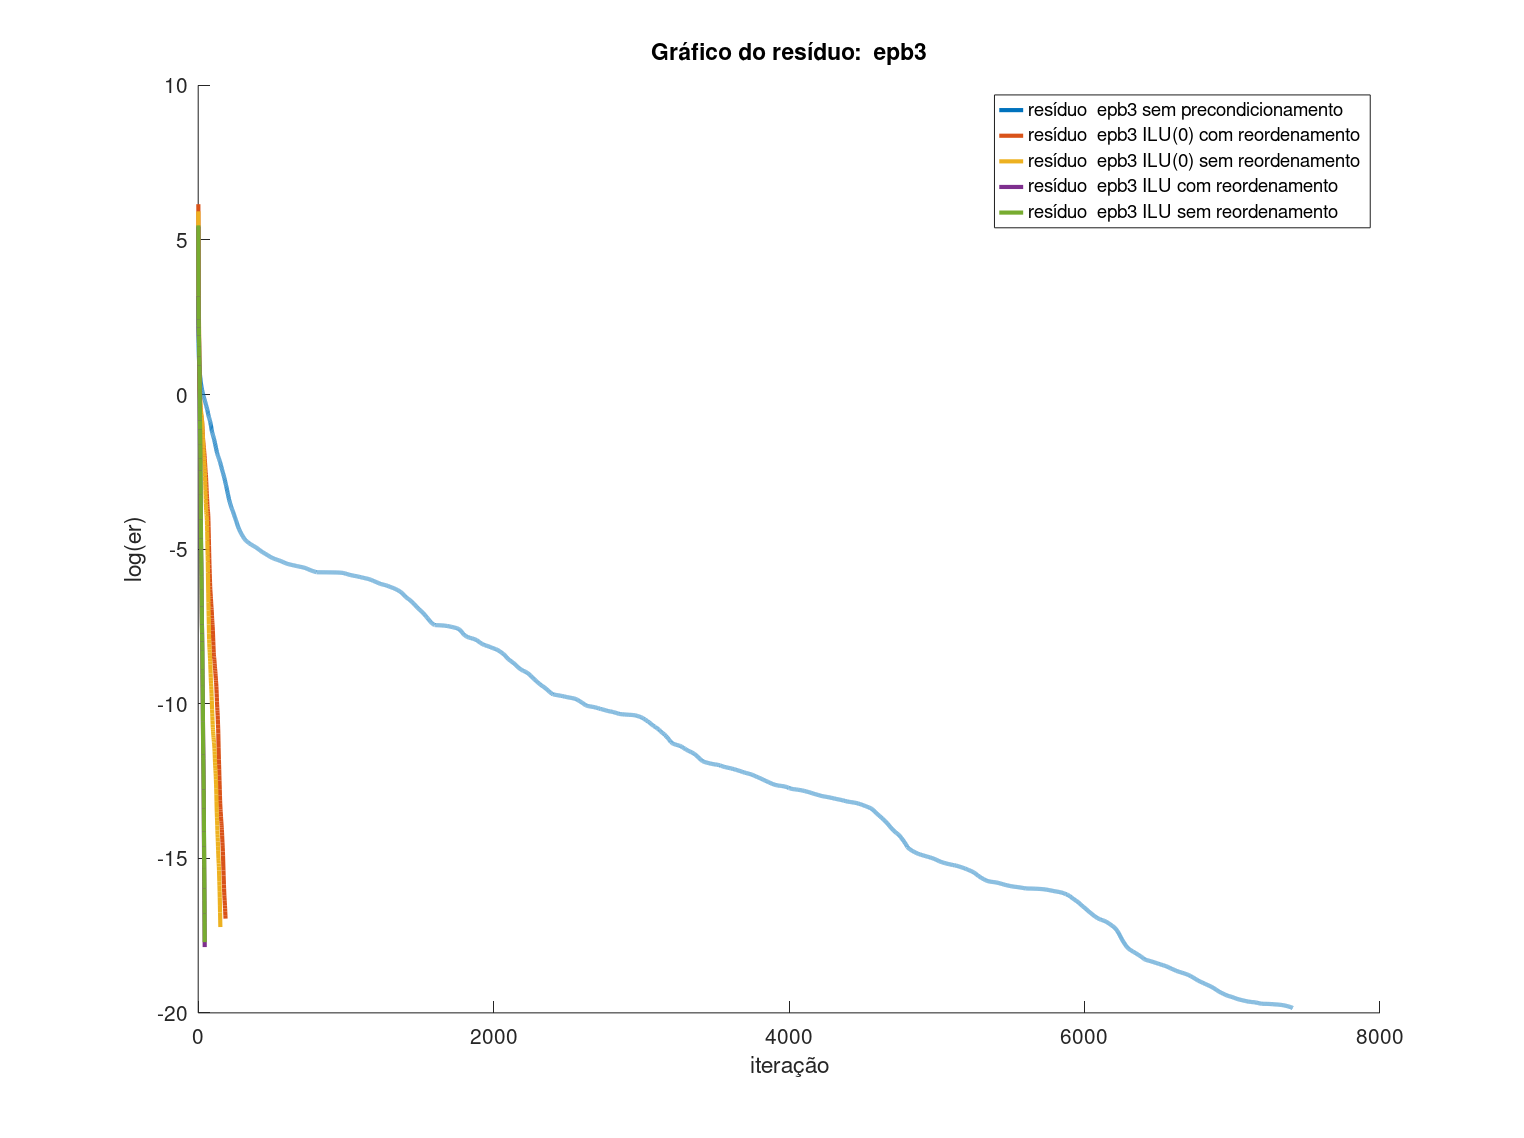 Gráfico do resíduo:  epb3
resíduo  epb3 sem precondicionamento
resíduo  epb3 ILU(0) com reordenamento
resíduo  epb3 ILU(0) sem reordenamento
resíduo  epb3 ILU com reordenamento
resíduo  epb3 ILU sem reordenamento
10
5
0
-5
-10
-15
-20
log(er)
0
2000
4000
6000
8000
iteração